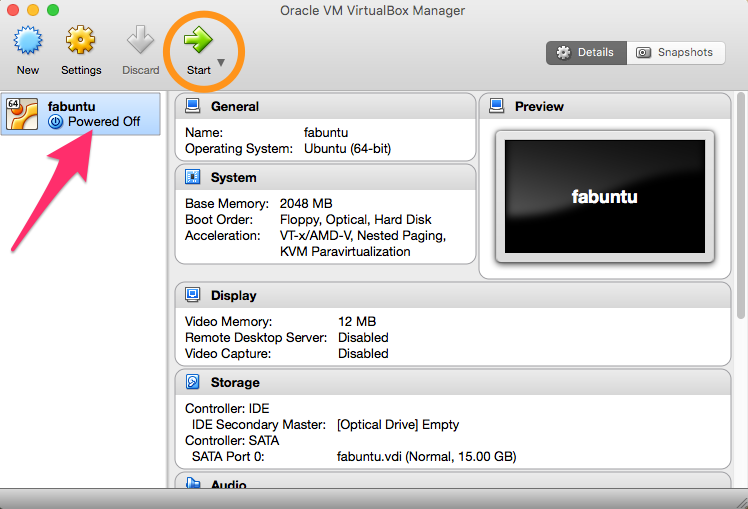 Oracle VM VirtualBox Manager
New
Settings
Discard
Start
Details
Snapshots
64
fabuntu
Powered Off
General
Name: fabuntu
Operating System: Ubuntu (64-bit)
System
Base Memory: 2048 MB
Boot Order: Floppy, Optical, Hard Disk
Acceleration: VT-x/AMD-V, Nested Paging,
KVM Paravirtualization
Preview
fabuntu
Display
Video Memory: 12 MB
Remote Desktop Server: Disabled
Video Capture: Disabled
Storage
Controller: IDE
IDE Secondary Master: [Optical Drive] Empty
Controller: SATA
SATA Port 0: fabuntu.vdi (Normal, 15.00 GB)
Audio